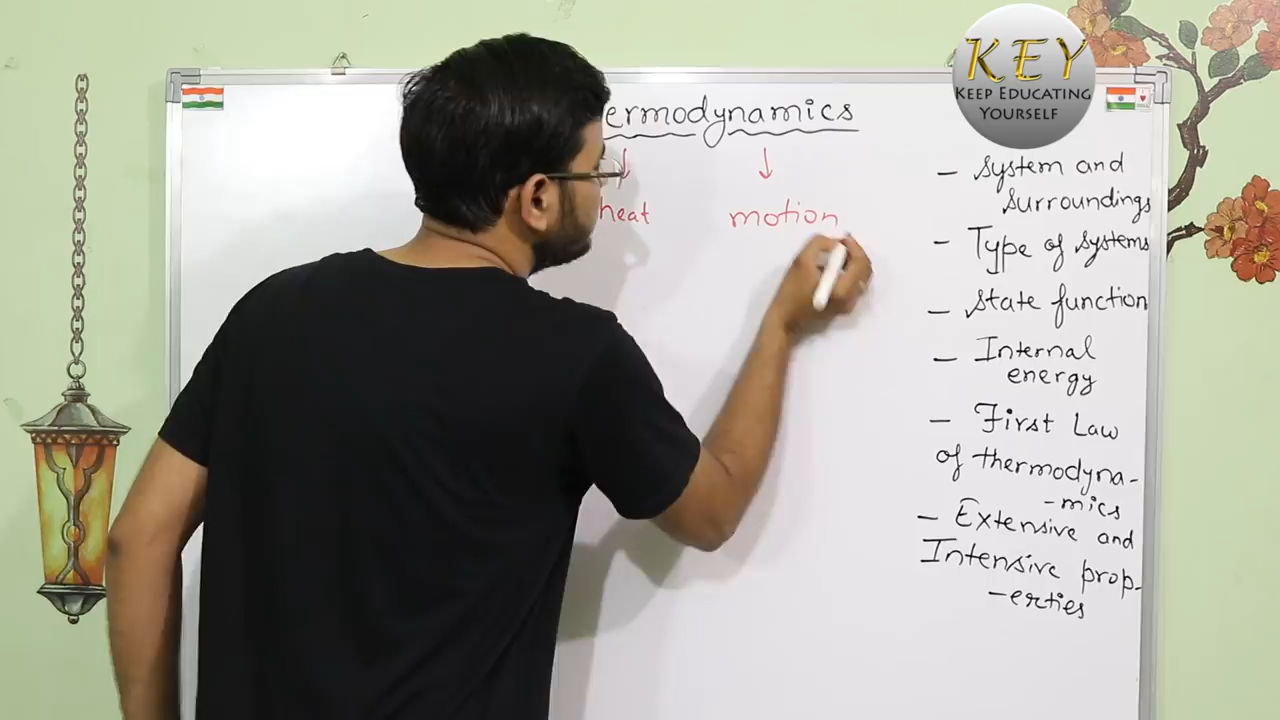 KEY
KEEP EDUCATING
YOURSELF
ermodynamics
heat motion
- System and
surroundings
- Type of systems
- State function
- Internal
energy
- First Law
of thermodyna-
-mics
- Extensive and
Intensive prop-
-erties